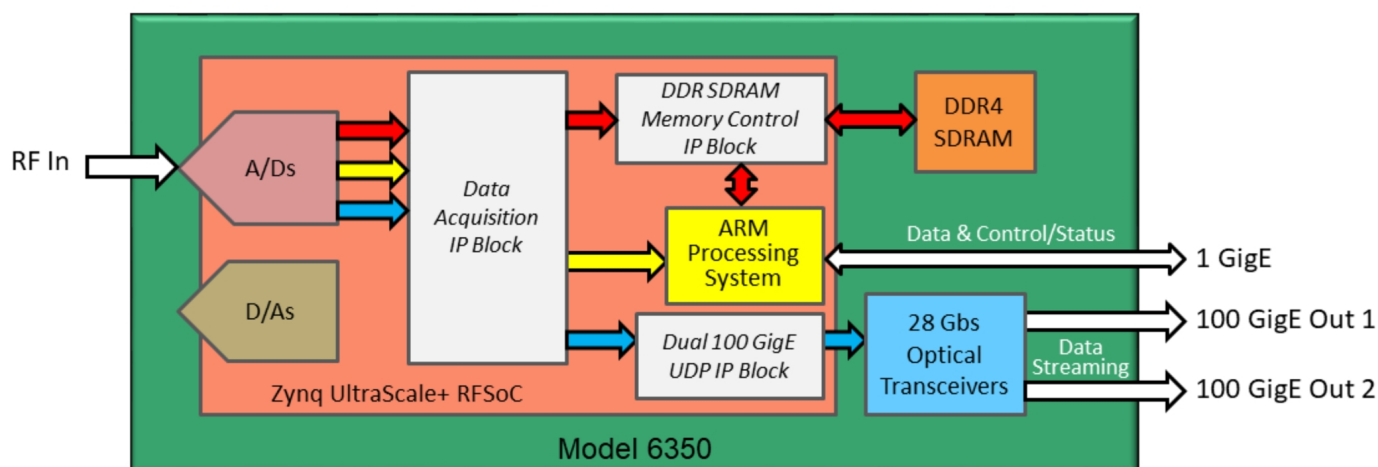 RF In
A/Ds
D/As
Data
Acquisition
IP Block
DDR SDRAM
Memory Control
IP Block
DDR4
SDRAM
ARM
Processing
System
Data & Control/Status
1 GigE
Dual 100 GigE
UDP IP Block
28 Gbs
Optical
Transceivers
100 GigE Out 1
Data
Streaming
100 GigE Out 2
Zynq UltraScale+ RFSoC
Model 6350